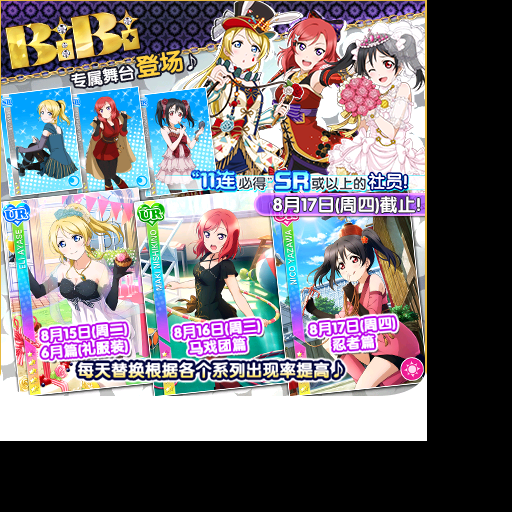 BiBi
专属舞台登场♪
SR
SR
SR
"11连必得"SR或以上的社员!
8月17日(周四)截止!
UR
ELI AYASE
UR
MAKI NISHIKINO
UR
NICO YAZAWA
8月15日(周二)
6月篇(礼服装)
8月16日(周三)
马戏团篇
8月17日(周四)
忍者篇
每天替换根据各个系列出现率提高♪